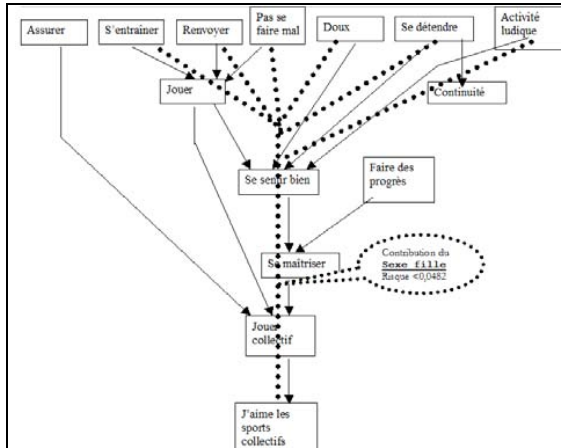 Assurer
S'entrainer
Renvoyer
Pas se
faire mal
Doux
Se détendre
Activité
ludique
Jouer
Continuité
Se sentir bien
Faire des
progrès
Se maîtriser
Contribution du
Sexe fille
Risque <0,0482
Jouer
collectif
J'aime les
sports
collectifs